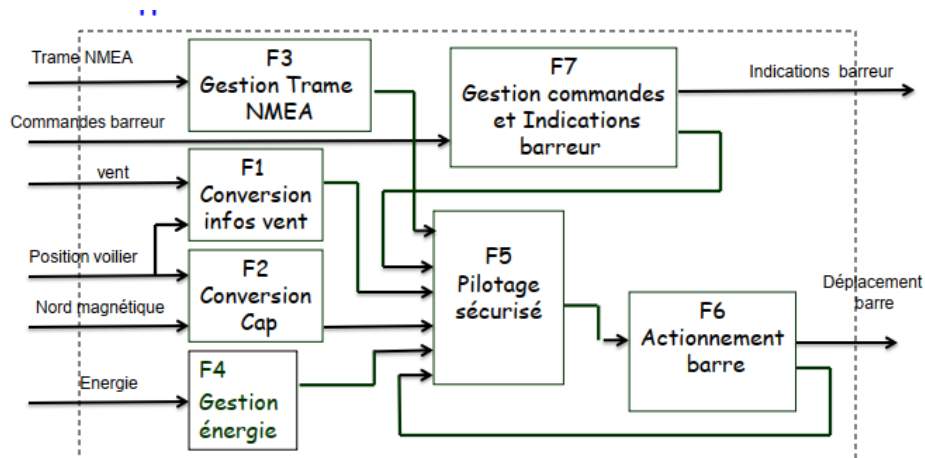 Trame NMEA
F3
Gestion Trame
NMEA
F7
Gestion commandes
et Indications
barreur
Indications barreur
Commandes barreur
vent
F1
Conversion
infos vent
Position voilier
F2
Conversion
Cap
Nord magnétique
F5
Pilotage
sécurisé
F6
Actionnement
barre
Déplacement
barre
Energie
F4
Gestion
énergie